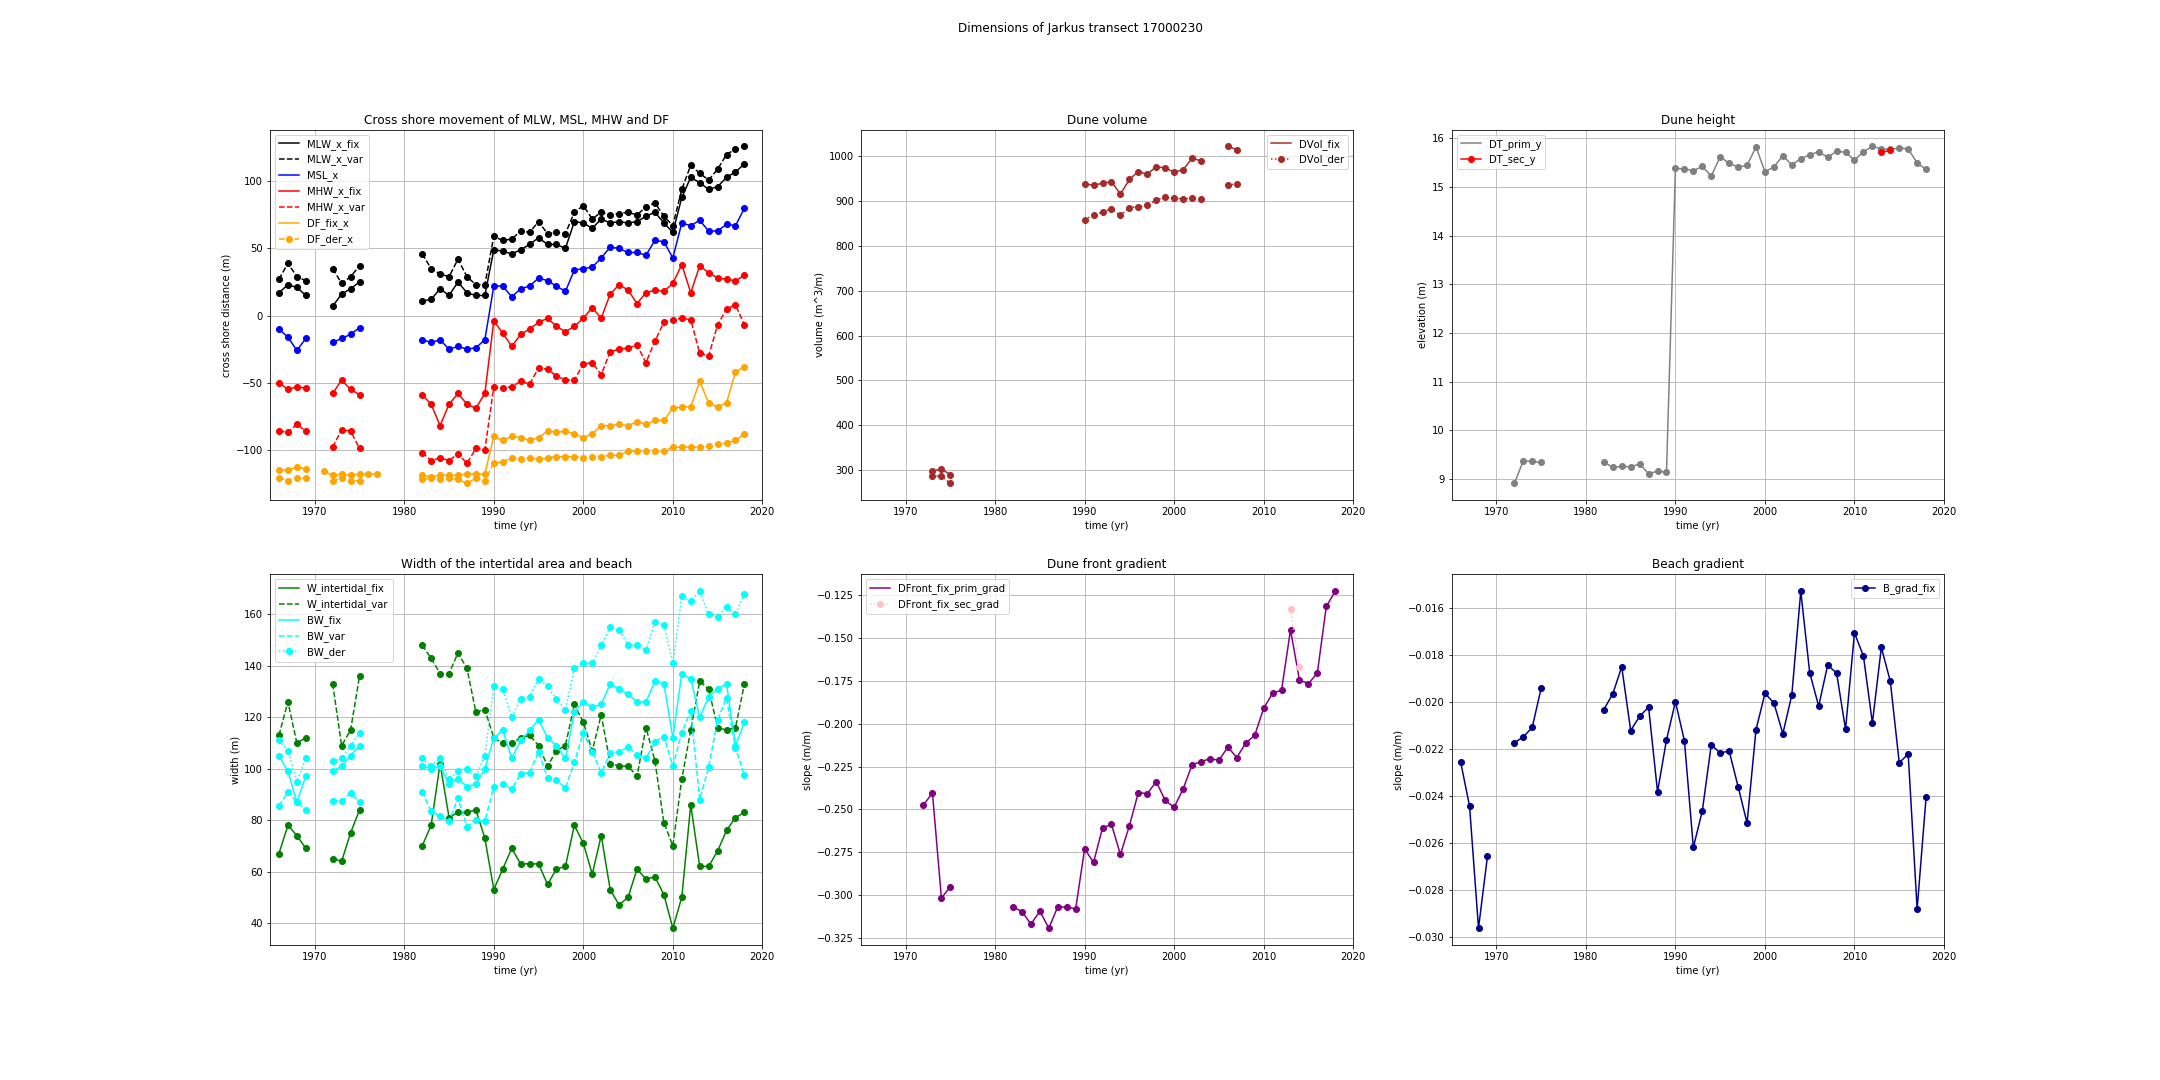 Dimensions of Jarkus transect 17000230
Cross shore movement of MLW, MSL, MHW and DF
cross shore distance (m)
100
50
0
−50
−100
MLW_x_fix
MLW_x_var
MSL_x
MHW_x_fix
MHW_x_var
DF_fix_x
DF_der_x
1970 1980 1990 2000 2010 2020
time (yr)
Dune volume
volume (m^3/m)
1000
900
800
700
600
500
400
300
DVol_fix
DVol_der
1970 1980 1990 2000 2010 2020
time (yr)
Dune height
elevation (m)
16
15
14
13
12
11
10
9
DT_prim_y
DT_sec_y
1970 1980 1990 2000 2010 2020
time (yr)
Width of the intertidal area and beach
width (m)
160
140
120
100
80
60
40
W_intertidal_fix
W_intertidal_var
BW_fix
BW_var
BW_der
1970 1980 1990 2000 2010 2020
time (yr)
Dune front gradient
slope (m/m)
−0.125
−0.150
−0.175
−0.200
−0.225
−0.250
−0.275
−0.300
−0.325
DFront_fix_prim_grad
DFront_fix_sec_grad
1970 1980 1990 2000 2010 2020
time (yr)
Beach gradient
slope (m/m)
−0.016
−0.018
−0.020
−0.022
−0.024
−0.026
−0.028
−0.030
B_grad_fix
1970 1980 1990 2000 2010 2020
time (yr)